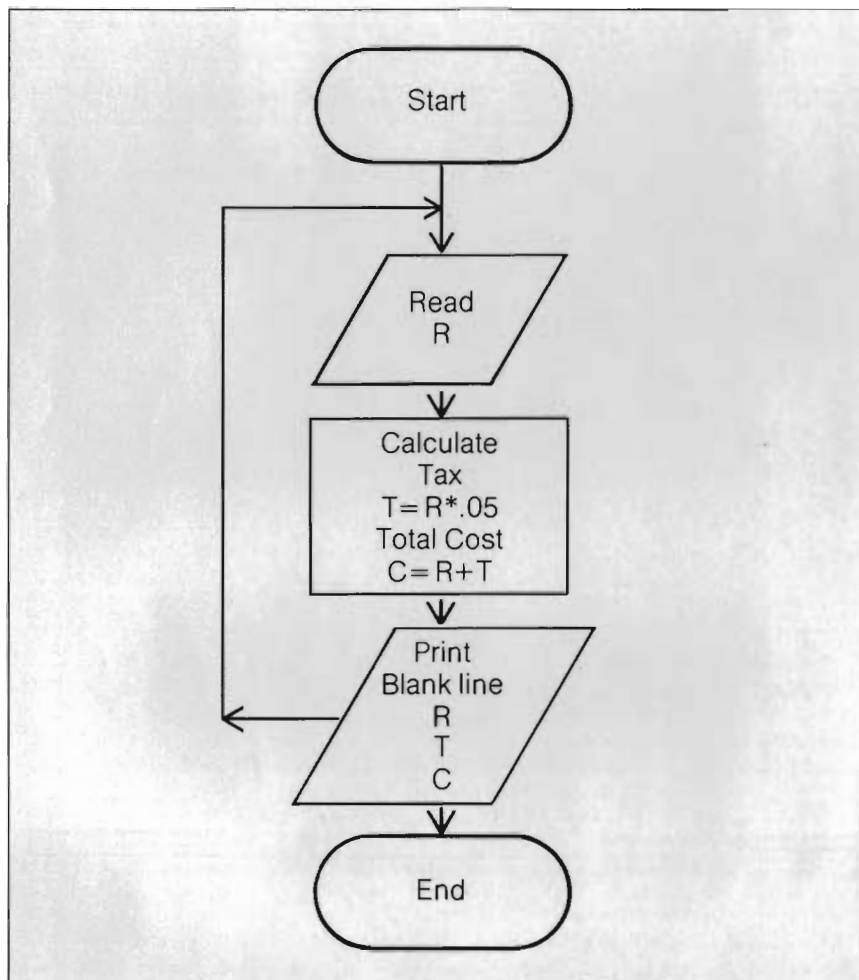 Start
Read
R
Calculate
Tax
T=R*.05
Total Cost
C=R+T
Print
Blank line
R
T
C
End